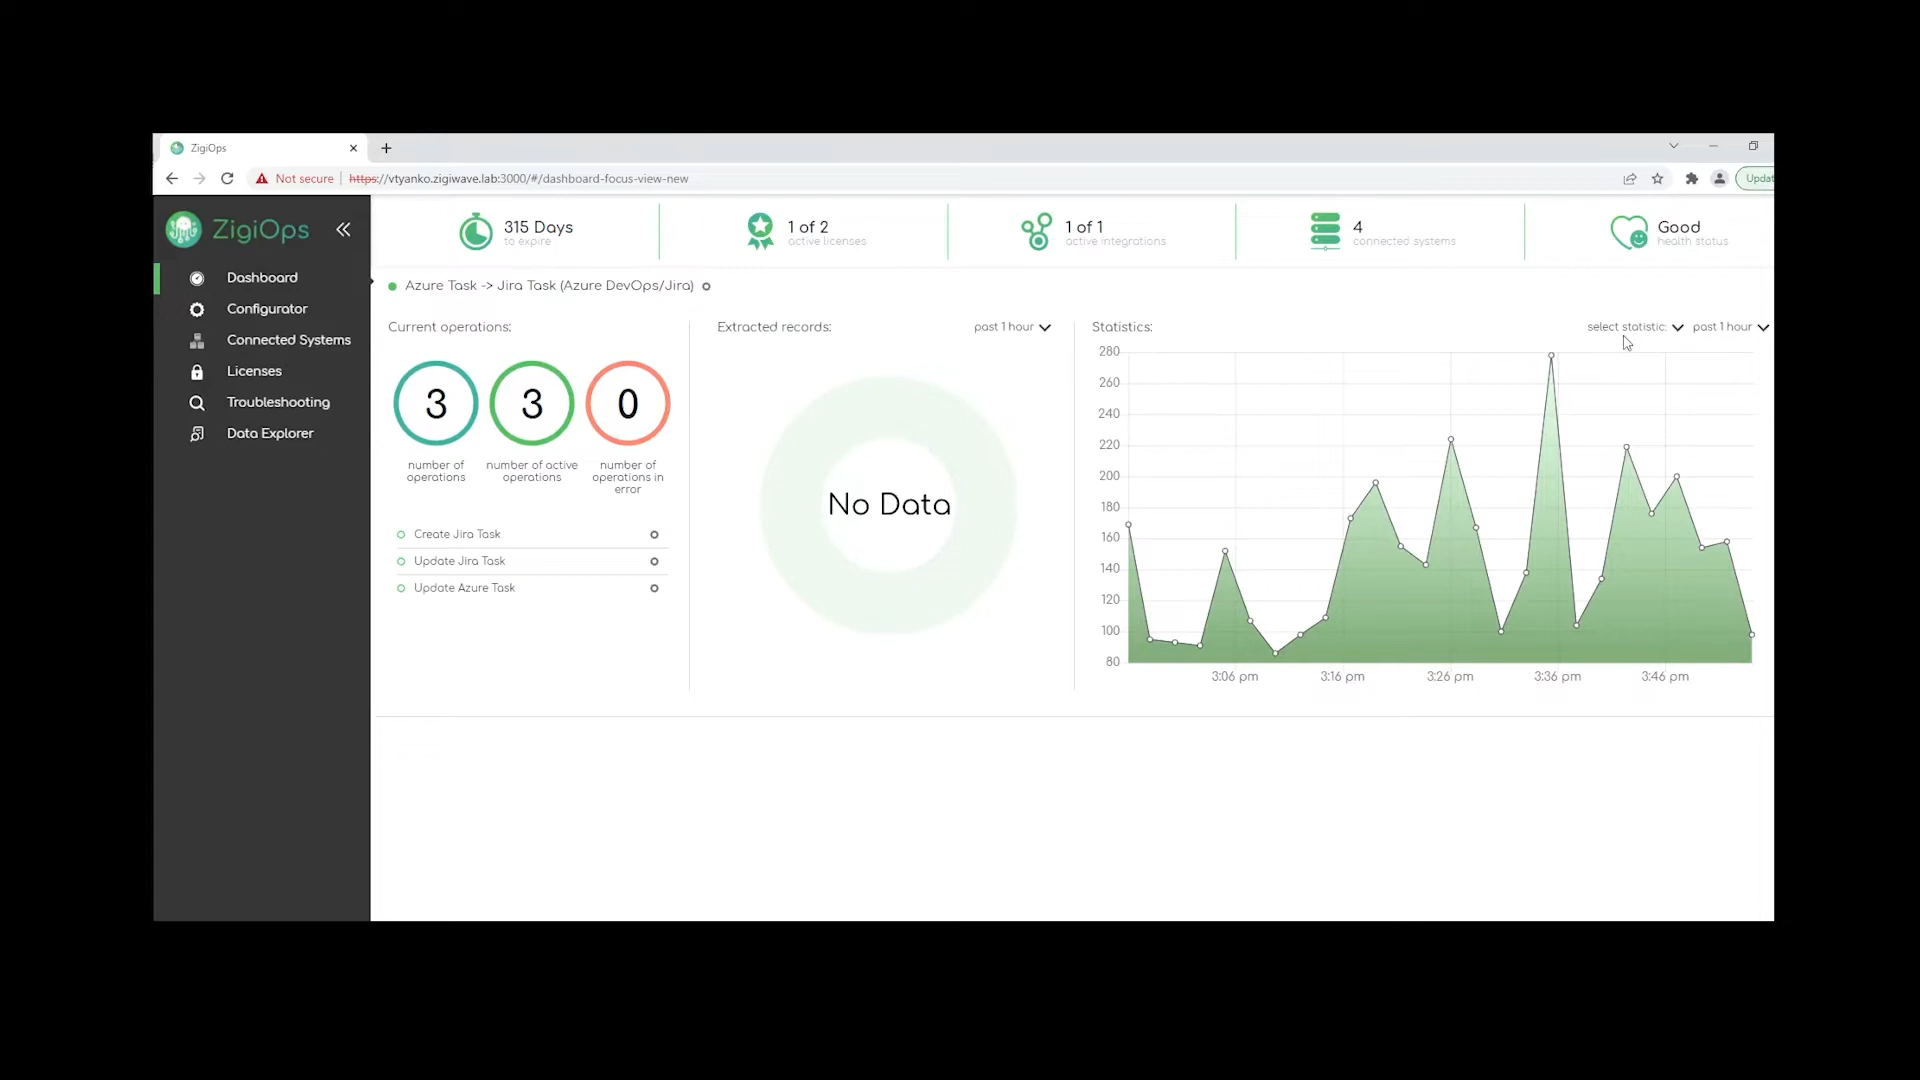 ZigiOps
Not secure
https://vtyanko.zigiwave.lab:3000/#/dashboard-focus-view-new
Updat
ZigiOps
Dashboard
Configurator
Connected Systems
Licenses
Troubleshooting
Data Explorer
315 Days
to expire
1 of 2
active licenses
1 of 1
active integrations
4
connected systems
Good
health status
Azure Task -> Jira Task (Azure DevOps/Jira)
Current operations:
3
3
0
number of
operations
number of active
operations
number of
operations in
error
Create Jira Task
Update Jira Task
Update Azure Task
Extracted records:
past 1 hour
No Data
Statistics:
select statistic:
past 1 hour
280
260
240
220
200
180
160
140
120
100
80
3:06 pm
3:16 pm
3:26 pm
3:36 pm
3:46 pm